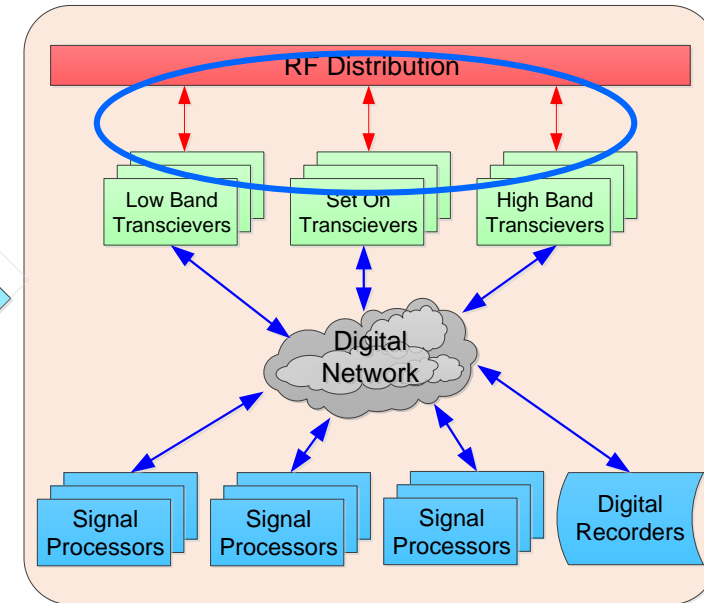 RF Distribution
Low Band
Transcievers
Set On
Transcievers
High Band
Transcievers
Digital
Network
Signal
Processors
Signal
Processors
Signal
Processors
Digital
Recorders